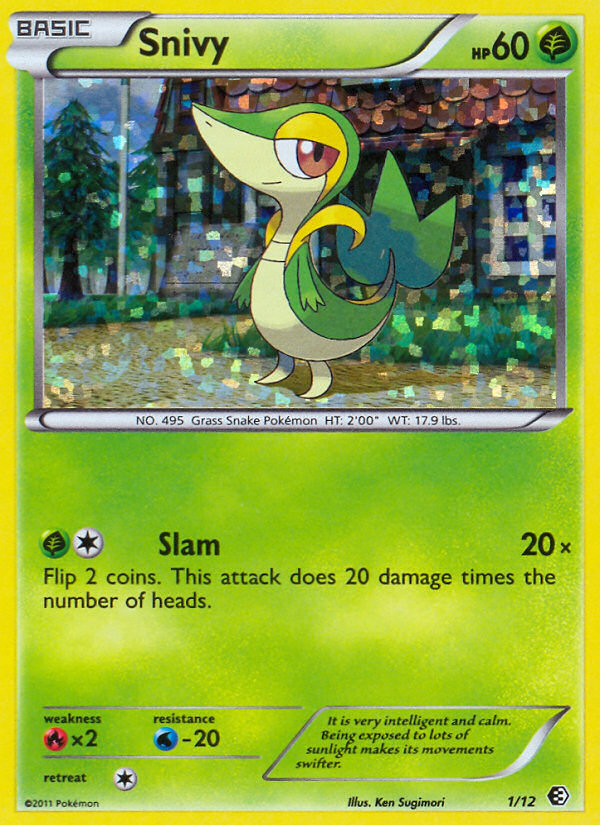 BASIC Snivy HP60
NO. 495 Grass Snake Pokémon HT: 2'00" WT: 17.9 lbs.
Slam 20×
Flip 2 coins. This attack does 20 damage times the
number of heads.
weakness resistance
×2 -20
retreat
It is very intelligent and calm.
Being exposed to lots of
sunlight makes its movements
swifter.
©2011 Pokémon Illus. Ken Sugimori 1/12